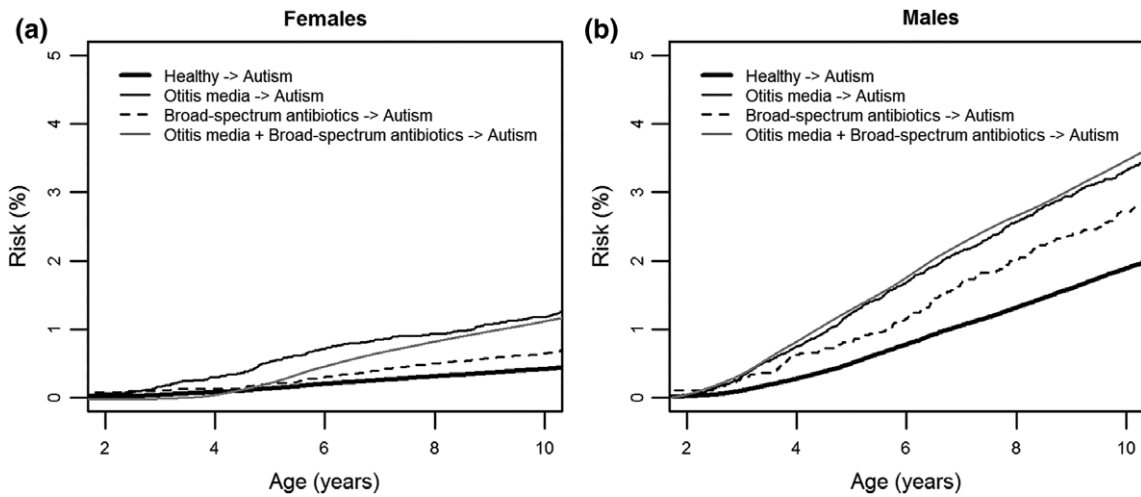 (a)
Females
5
4
3
2
1
0
Risk (%)
Healthy -> Autism
Otitis media -> Autism
Broad-spectrum antibiotics -> Autism
Otitis media + Broad-spectrum antibiotics -> Autism
2 4 6 8 10
Age (years)
(b)
Males
5
4
3
2
1
0
Risk (%)
Healthy -> Autism
Otitis media -> Autism
Broad-spectrum antibiotics -> Autism
Otitis media + Broad-spectrum antibiotics -> Autism
2 4 6 8 10
Age (years)